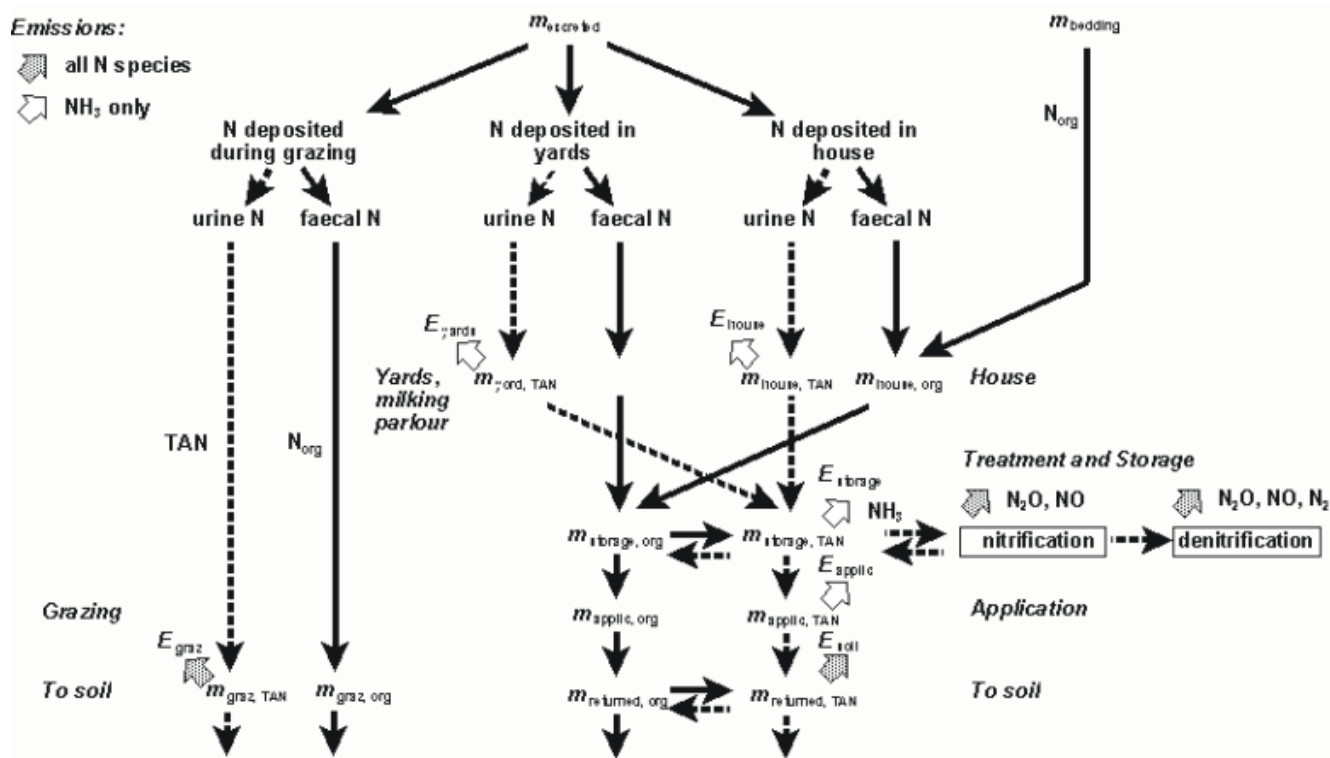 Emissions:
all N species
NH₃ only
m excreted
m bedding
N deposited
during grazing
N deposited in
yards
N deposited in
house
N org
urine N
faecal N
urine N
faecal N
urine N
faecal N
E yards
E house
Yards,
milking
parlour
m yard, TAN
m house, TAN
m house, org
House
TAN
N org
Treatment and Storage
E storage
NH₃
N₂O, NO
N₂O, NO, N₂
m storage, org
m storage, TAN
nitrification
denitrification
E applic
Grazing
m applic, org
m applic, TAN
Application
E graz
E soil
To soil
m graz, TAN
m graz, org
m returned, org
m returned, TAN
To soil